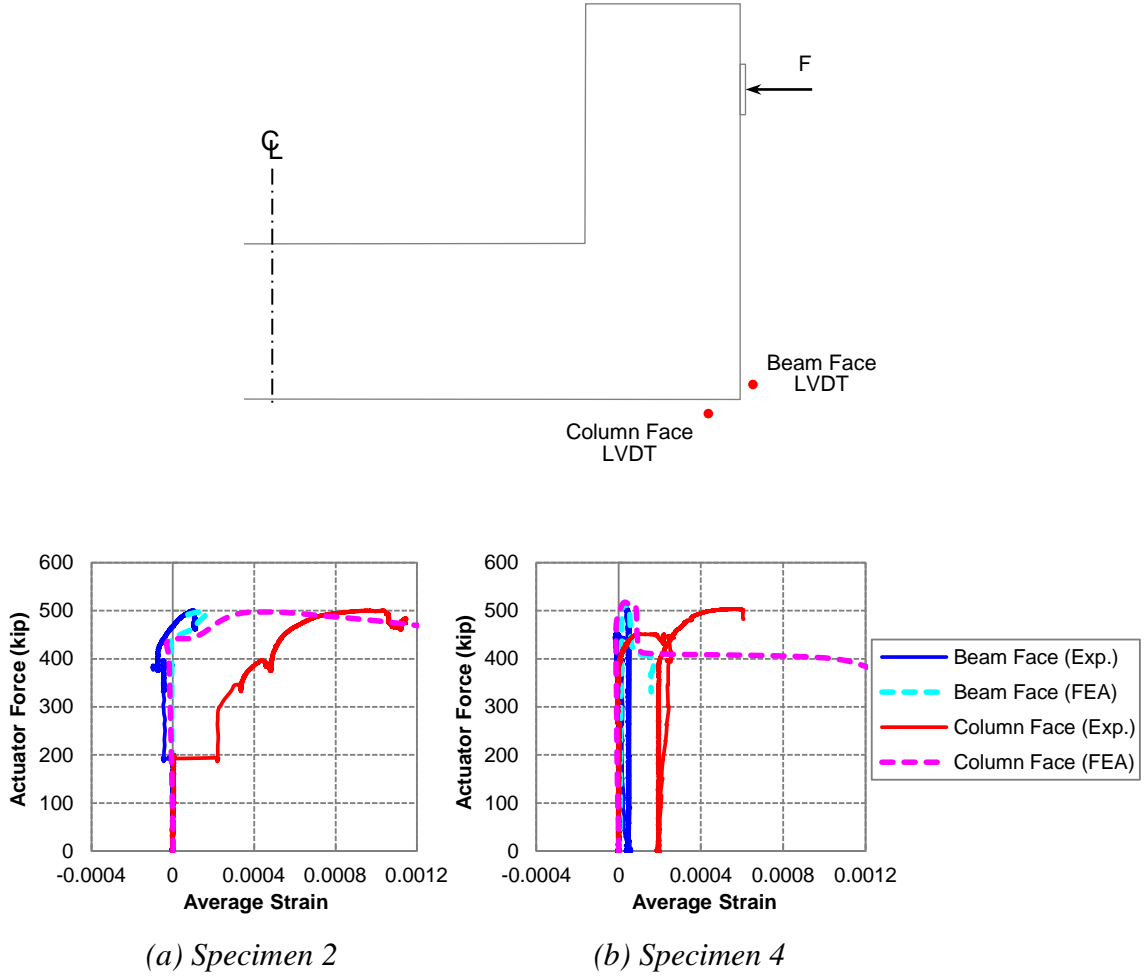 F
℄
Beam Face
LVDT
Column Face
LVDT
600
500
400
300
200
100
0
Actuator Force (kip)
-0.0004 0 0.0004 0.0008 0.0012
Average Strain
(a) Specimen 2
600
500
400
300
200
100
0
Actuator Force (kip)
-0.0004 0 0.0004 0.0008 0.0012
Average Strain
(b) Specimen 4
Beam Face (Exp.)
Beam Face (FEA)
Column Face (Exp.)
Column Face (FEA)